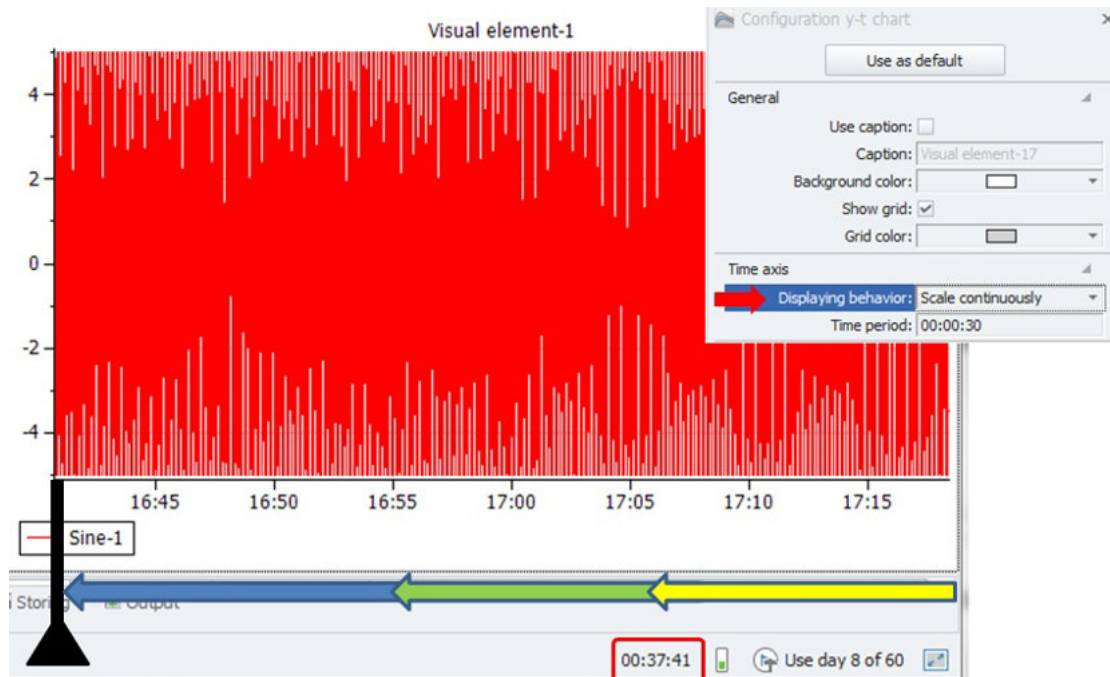 Visual element-1
4
2
0
-2
-4
16:45 16:50 16:55 17:00 17:05 17:10 17:15
Sine-1
Configuration y-t chart
Use as default
General
Use caption:
Caption: Visual element-17
Background color:
Show grid:
Grid color:
Time axis
Displaying behavior: Scale continuously
Time period: 00:00:30
Output
00:37:41 Use day 8 of 60